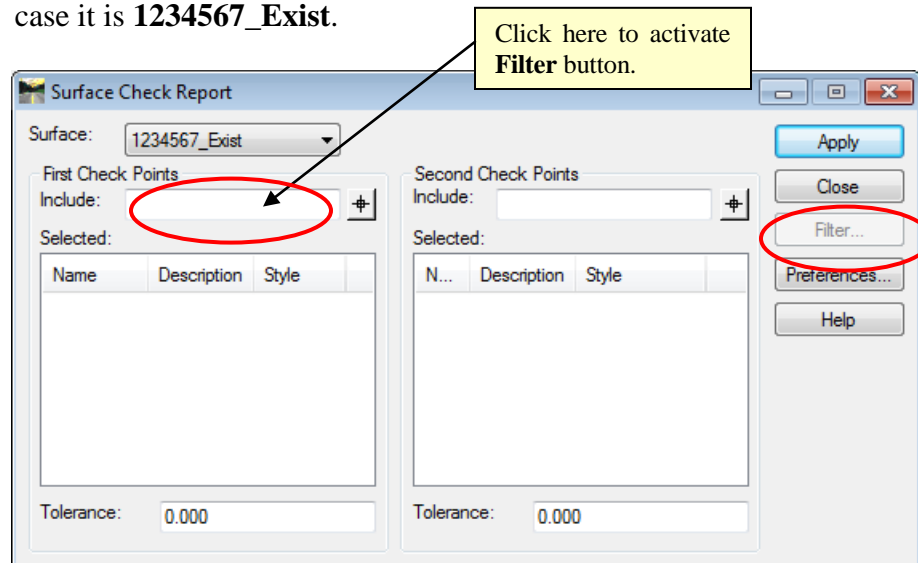 case it is 1234567_Exist.
Click here to activate
Filter button.
Surface Check Report
Surface: 1234567_Exist
Apply
First Check Points
Second Check Points
Close
Include:
Include:
Filter...
Selected:
Selected:
Name Description Style
N... Description Style
Preferences...
Help
Tolerance: 0.000
Tolerance: 0.000